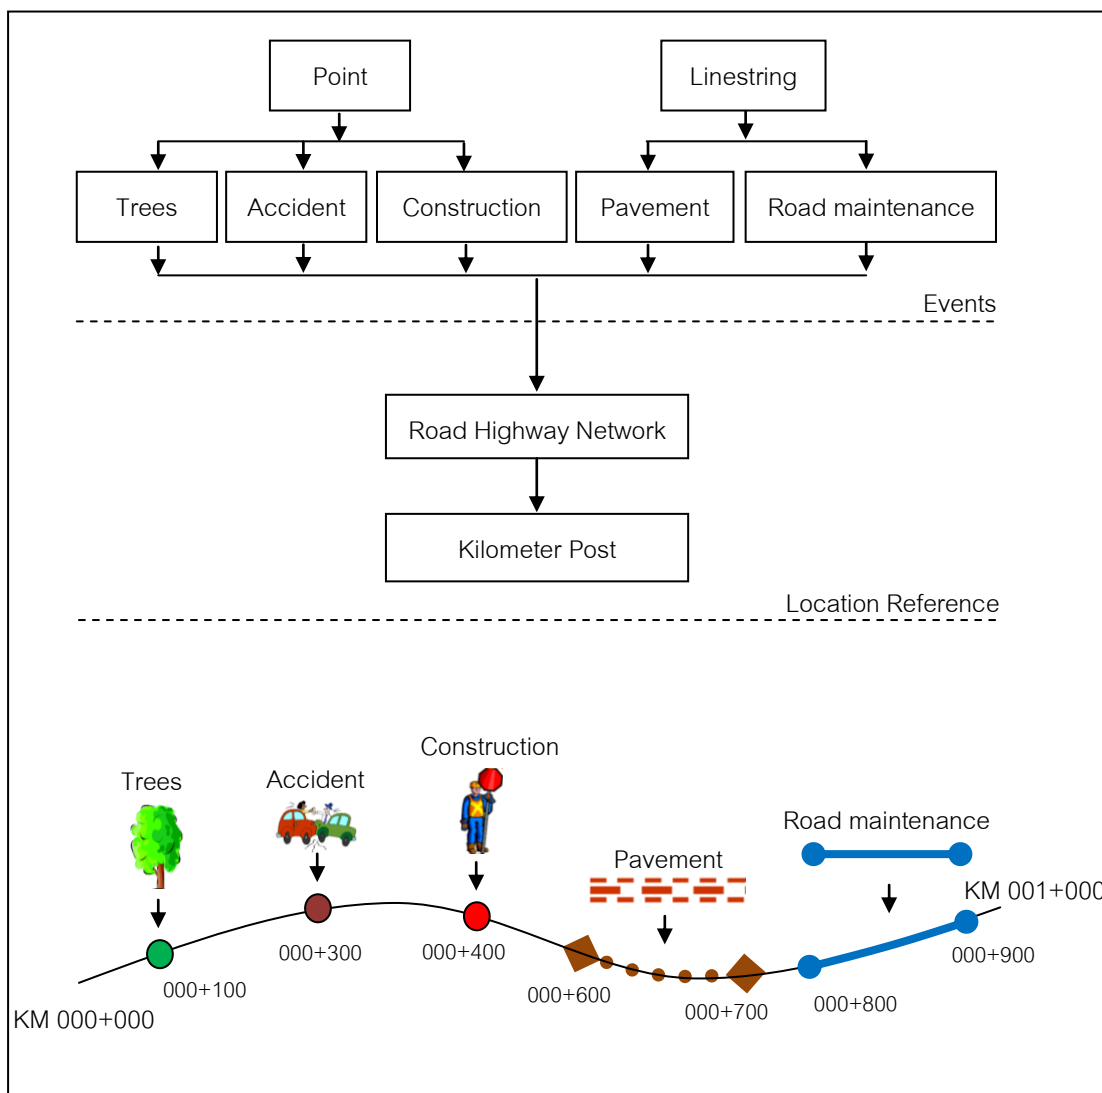 Point
Linestring
Trees
Accident
Construction
Pavement
Road maintenance
Events
Road Highway Network
Kilometer Post
Location Reference
Construction
Trees
Accident
Road maintenance
Pavement
KM 001+000
000+300
000+400
000+900
000+100
000+600
000+700
000+800
KM 000+000